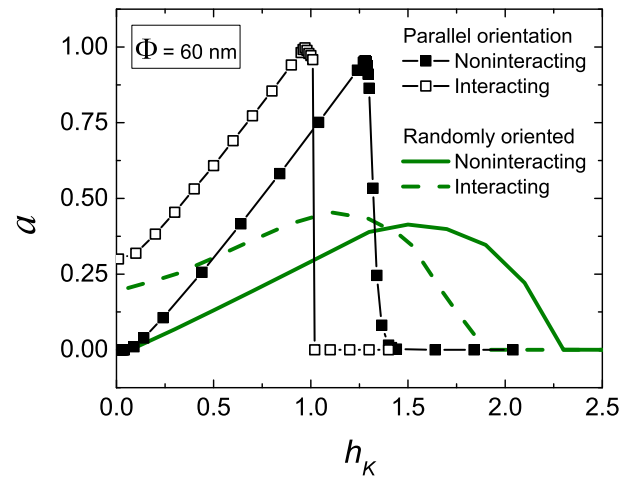 Φ = 60 nm
Parallel orientation
Noninteracting
Interacting
Randomly oriented
Noninteracting
Interacting
1.00
0.75
0.50
0.25
0.00
a
0.0 0.5 1.0 1.5 2.0 2.5
h_K